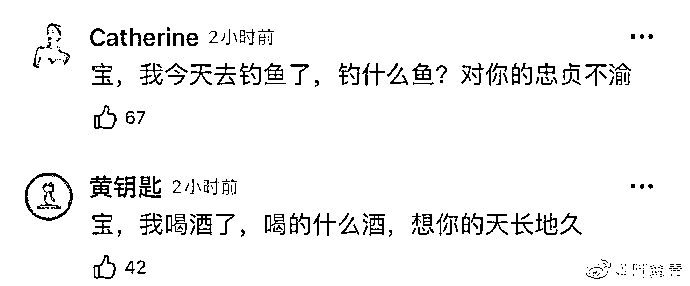 Catherine 2小时前
宝，我今天去钓鱼了，钓什么鱼？对你的忠贞不渝
67
黄钥匙 2小时前
宝，我喝酒了，喝的什么酒，想你的天长地久
42